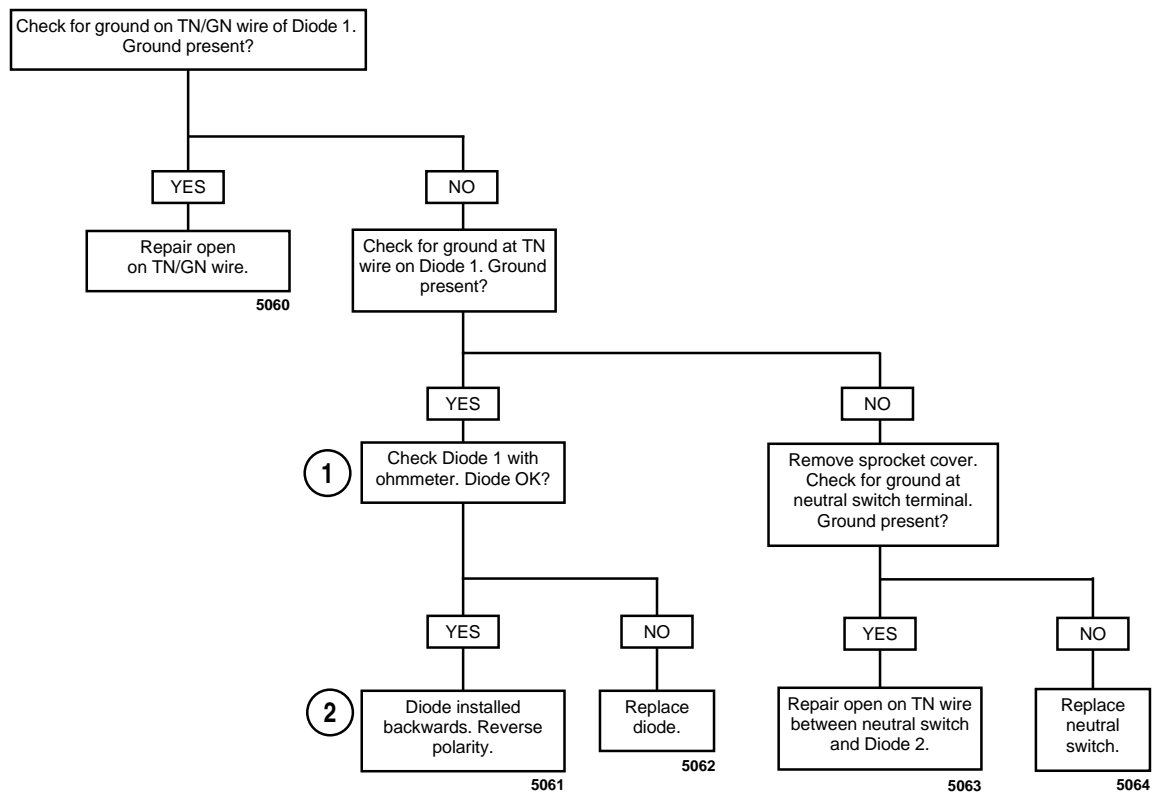 Check for ground on TN/GN wire of Diode 1.
Ground present?
YES
NO
Repair open
on TN/GN wire.
5060
Check for ground at TN
wire on Diode 1. Ground
present?
YES
NO
1
Check Diode 1 with
ohmmeter. Diode OK?
Remove sprocket cover.
Check for ground at
neutral switch terminal.
Ground present?
YES
NO
YES
NO
2
Diode installed
backwards. Reverse
polarity.
5061
Replace
diode.
5062
Repair open on TN wire
between neutral switch
and Diode 2.
5063
Replace
neutral
switch.
5064